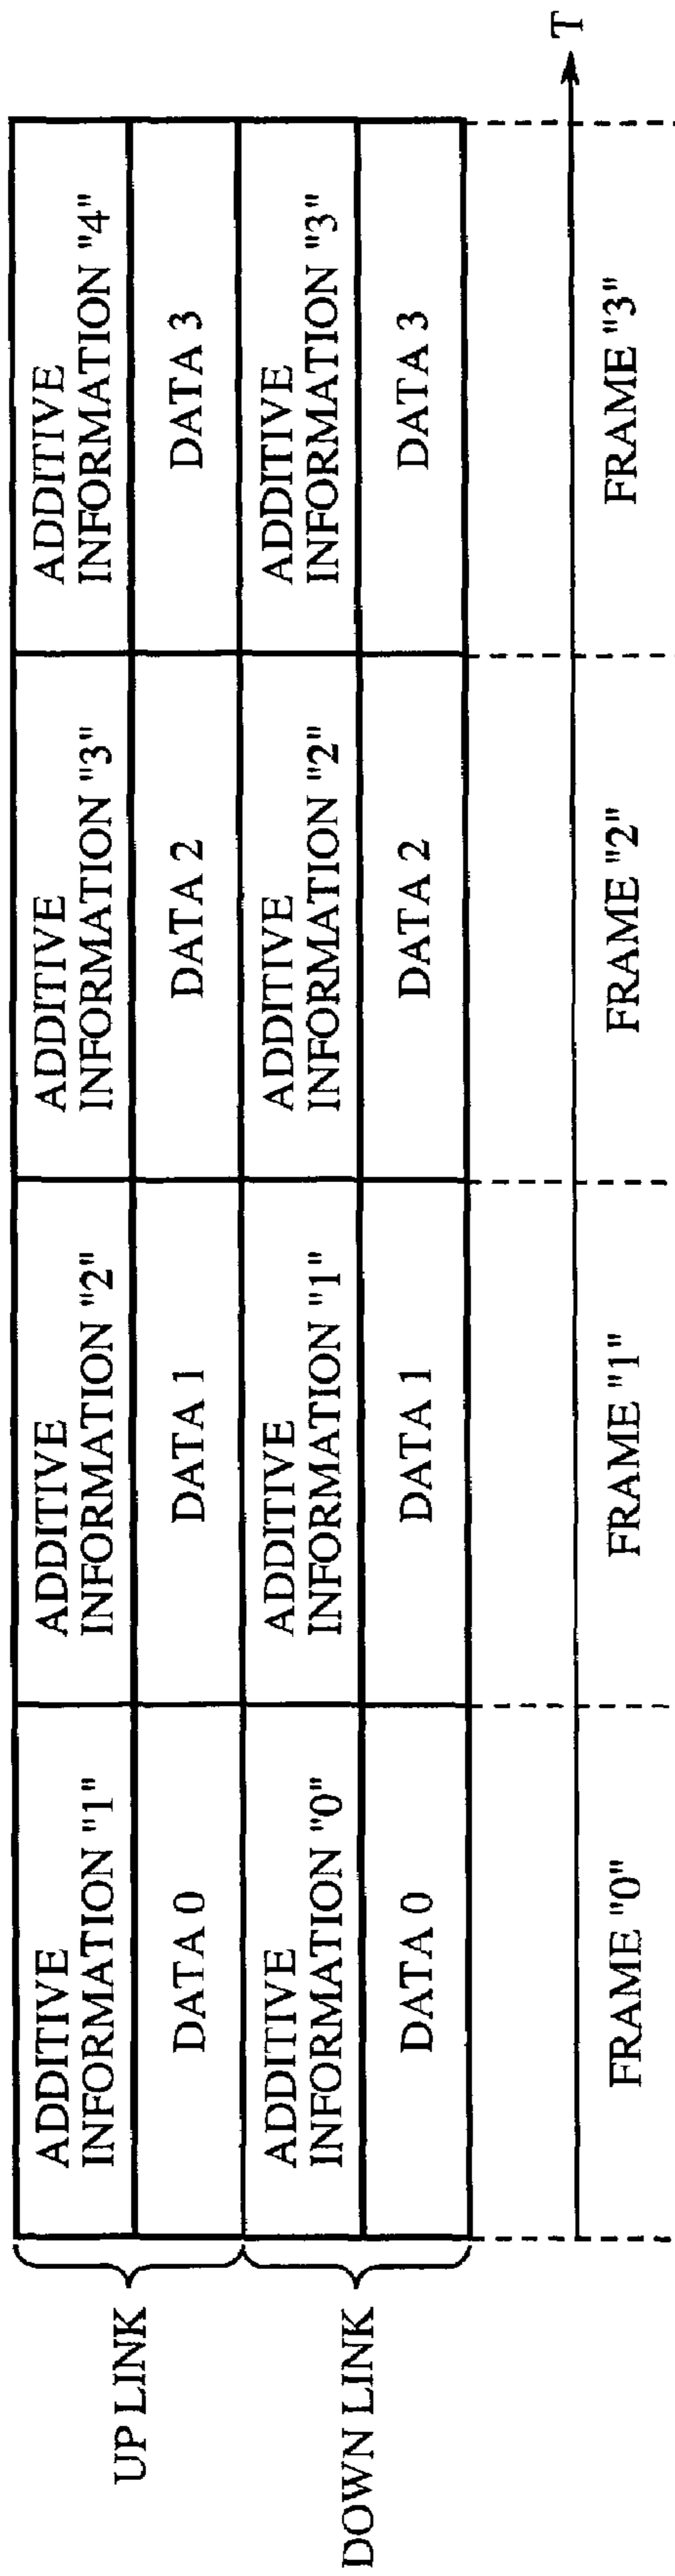 UP LINK
ADDITIVE
INFORMATION "1"
ADDITIVE
INFORMATION "2"
ADDITIVE
INFORMATION "3"
ADDITIVE
INFORMATION "4"
DATA 0
DATA 1
DATA 2
DATA 3
DOWN LINK
ADDITIVE
INFORMATION "0"
ADDITIVE
INFORMATION "1"
ADDITIVE
INFORMATION "2"
ADDITIVE
INFORMATION "3"
DATA 0
DATA 1
DATA 2
DATA 3
T
FRAME "0"
FRAME "1"
FRAME "2"
FRAME "3"